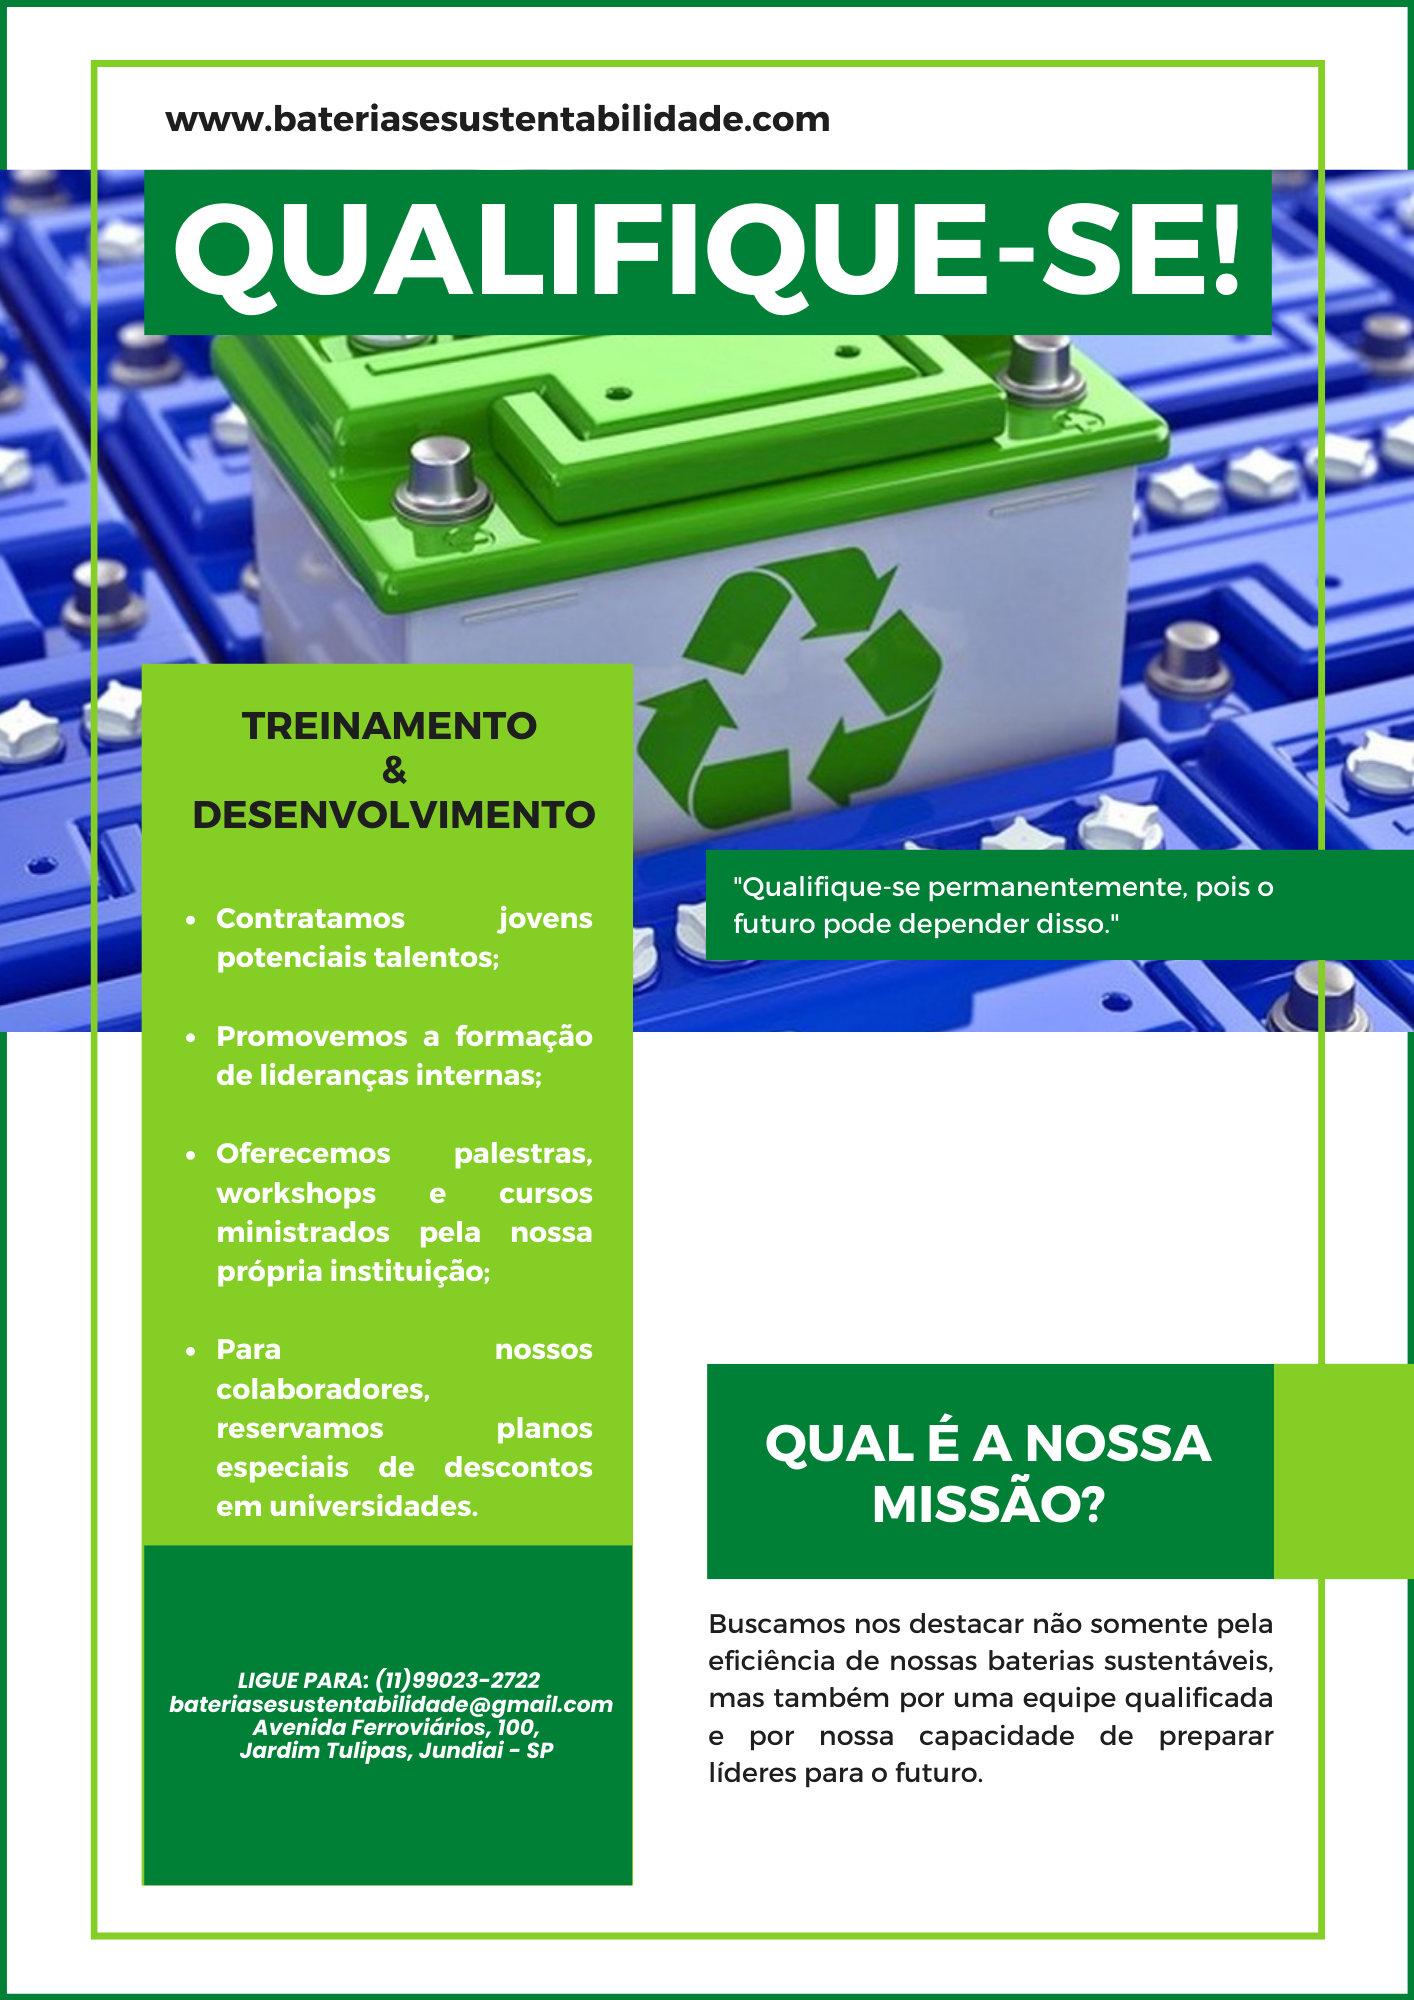 www.bateriasesustentabilidade.com
QUALIFIQUE-SE!
TREINAMENTO
&
DESENVOLVIMENTO
• Contratamos jovens
potenciais talentos;
• Promovemos a formação
de lideranças internas;
• Oferecemos palestras,
workshops e cursos
ministrados pela nossa
própria instituição;
• Para nossos
colaboradores,
reservamos planos
especiais de descontos
em universidades.
LIGUE PARA: (11)99023-2722
bateriasesustentabilidade@gmail.com
Avenida Ferroviários, 100,
Jardim Tulipas, Jundiai - SP
"Qualifique-se permanentemente, pois o
futuro pode depender disso."
QUAL É A NOSSA
MISSÃO?
Buscamos nos destacar não somente pela
eficiência de nossas baterias sustentáveis,
mas também por uma equipe qualificada
e por nossa capacidade de preparar
líderes para o futuro.